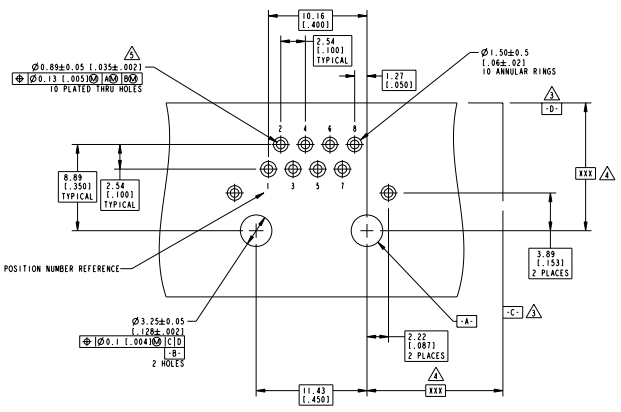 10.16
[.400]
5
2.54
[.100]
TYPICAL
Ø0.89±0.05 [.035±.002]
⌖ Ø0.13 [.005]Ⓜ AⓂ BⓂ
10 PLATED THRU HOLES
Ø1.50±0.5
[.06±.02]
10 ANNULAR RINGS
1.27
[.050]
3
-D-
2 4 6 8
8.89
[.350]
TYPICAL
2.54
[.100]
TYPICAL
XXX 4
1 3 5 7
POSITION NUMBER REFERENCE
3.89
[.153]
2 PLACES
Ø3.25±0.05
[.128±.002]
⌖ Ø0.1 [.004]Ⓜ C D
-B-
2 HOLES
-A-
-C- 3
2.22
[.087]
2 PLACES
4
11.43
[.450]
XXX